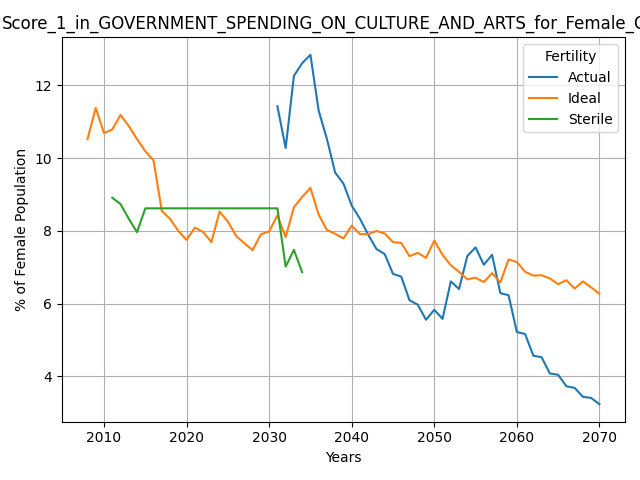 Score_1_in_GOVERNMENT_SPENDING_ON_CULTURE_AND_ARTS_for_Female_
Fertility
Actual
Ideal
Sterile
% of Female Population
12
10
8
6
4
2010 2020 2030 2040 2050 2060 2070
Years